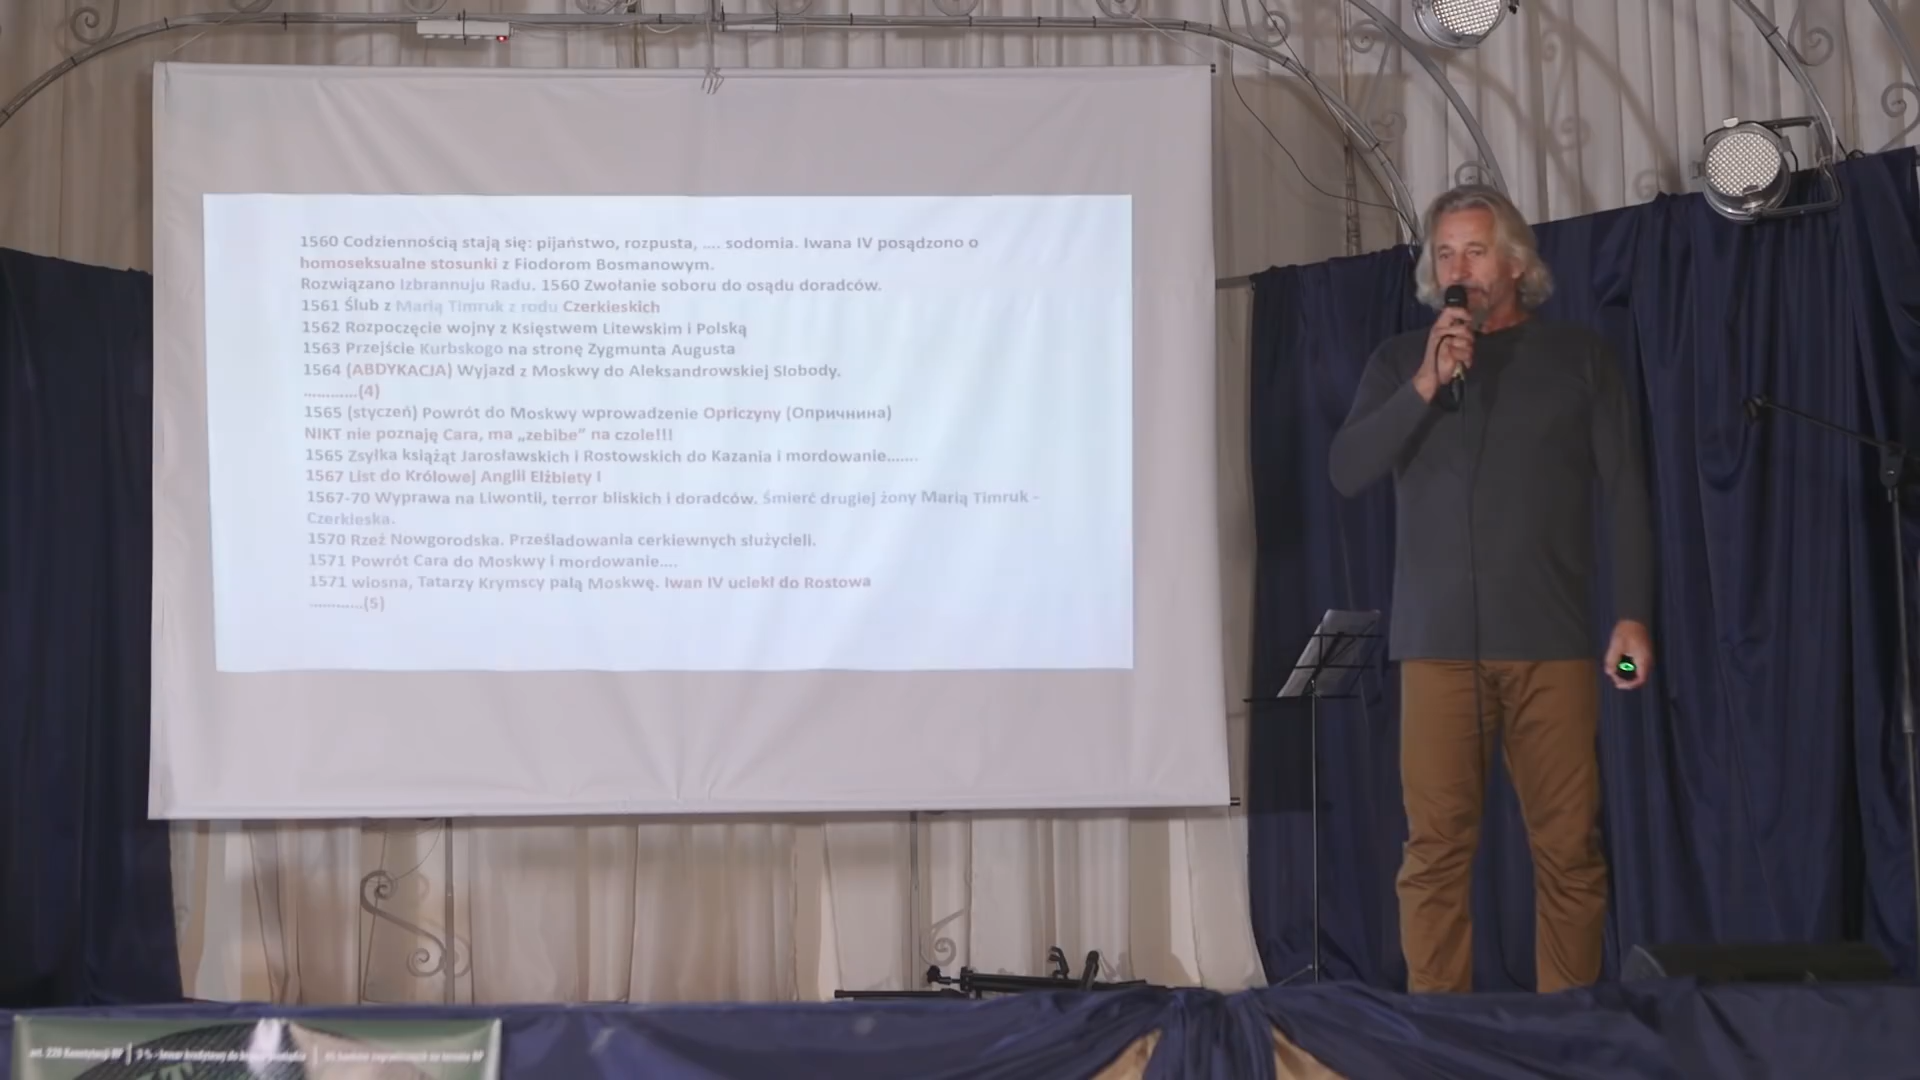 1560 Codziennością stają się: pijaństwo, rozpusta, .... sodomia. Iwana IV posądzono o
homoseksualne stosunki z Fiodorom Bosmanowym.
Rozwiązano Izbrannuju Radu. 1560 Zwołanie soboru do osądu doradców.
1561 Ślub z Marią Timruk z rodu Czerkieskich
1562 Rozpoczęcie wojny z Księstwem Litewskim i Polską
1563 Przejście Kurbskogo na stronę Zygmunta Augusta
1564 (ABDYKACJA) Wyjazd z Moskwy do Aleksandrowskiej Slobody.
............(4)
1565 (styczeń) Powrót do Moskwy wprowadzenie Opriczyny (Опричнина)
NIKT nie poznaję Cara, ma „zebibe” na czole!!!
1565 Zsyłka książąt Jarosławskich i Rostowskich do Kazania i mordowanie.......
1567 List do Królowej Anglii Elżbiety I
1567-70 Wyprawa na Liwontii, terror bliskich i doradców. Śmierć drugiej żony Marią Timruk -
Czerkieska.
1570 Rzeź Nowgorodska. Prześladowania cerkiewnych służycieli.
1571 Powrót Cara do Moskwy i mordowanie....
1571 wiosna, Tatarzy Krymscy palą Moskwę. Iwan IV uciekł do Rostowa
............(5)
art. 220 Konstytucji RP